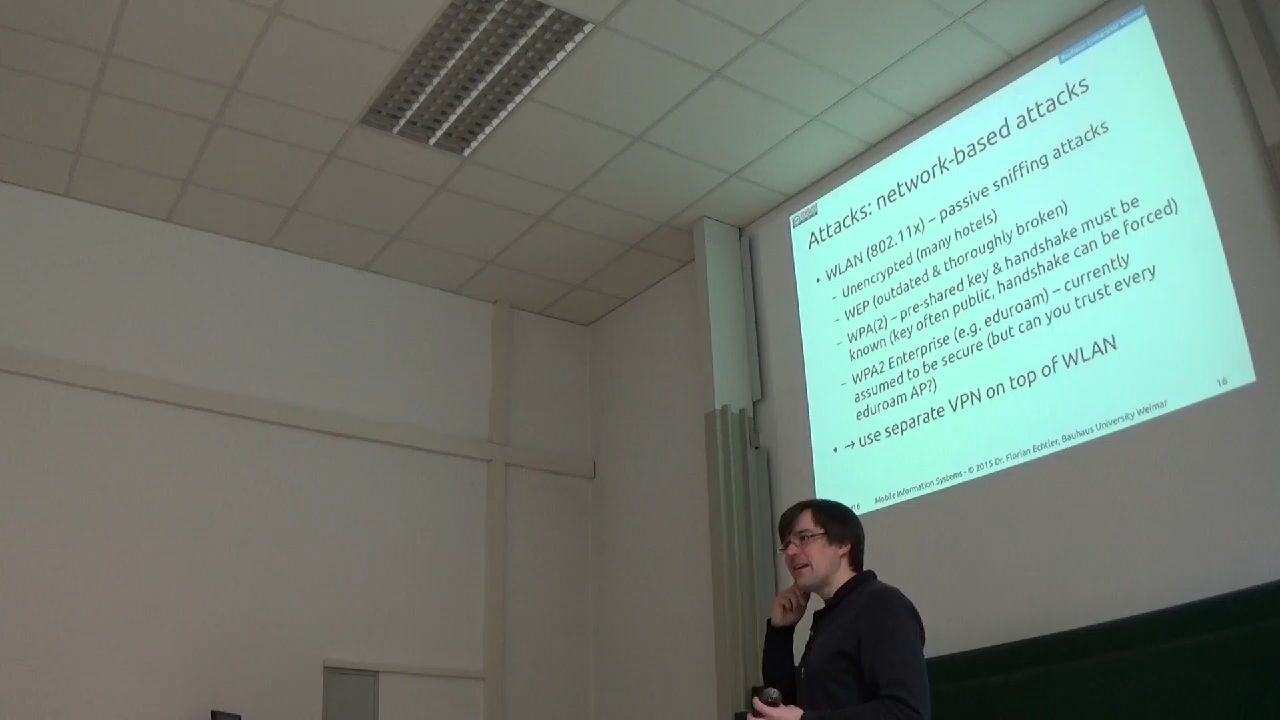 Attacks: network-based attacks
• WLAN (802.11x) – passive sniffing attacks
– Unencrypted (many hotels)
– WEP (outdated & thoroughly broken)
– WPA(2) – pre-shared key & handshake must be
known (key often public, handshake can be forced)
– WPA2 Enterprise (e.g. eduroam) – currently
assumed to be secure (but can you trust every
eduroam AP?)
• → use separate VPN on top of WLAN
16
Mobile Information Systems - © 2015 Dr. Florian Echtler, Bauhaus University Weimar